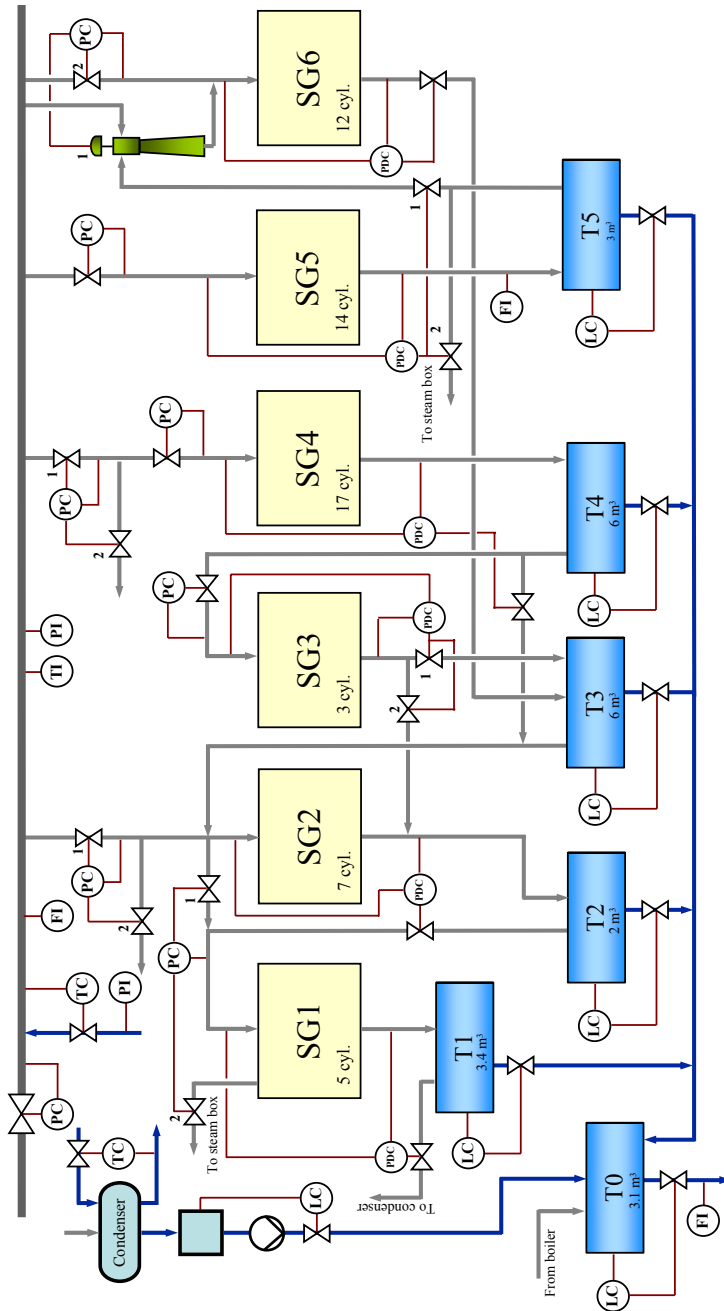 PC
TC
PI
FI
TI
PI
TC
Condenser
LC
PC
1
2
To steam box
PC
1
2
PC
PC
1
2
PC
PC
PC
2
1
SG1
5 cyl.
SG2
7 cyl.
SG3
3 cyl.
SG4
17 cyl.
SG5
14 cyl.
SG6
12 cyl.
PDC
To condenser
PDC
PDC
1
2
PDC
PDC
1
2
To steam box
PDC
FI
LC
T1
3.4 m³
From boiler
LC
T0
3.1 m³
FI
LC
T2
2 m³
LC
T3
6 m³
LC
T4
6 m³
LC
T5
3 m³